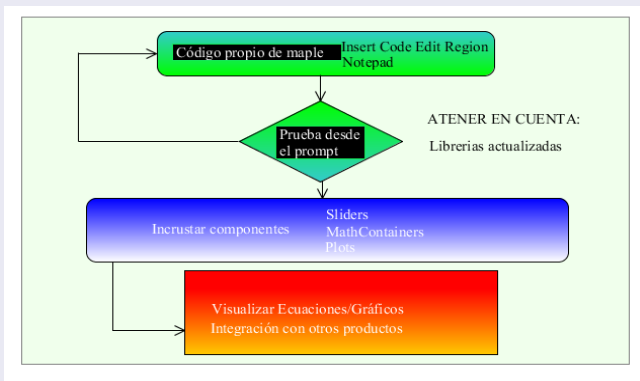 Código propio de maple
Insert Code Edit Region
Notepad
Prueba desde
el prompt
ATENER EN CUENTA:
Librerias actualizadas
Incrustar componentes
Sliders
MathContainers
Plots
Visualizar Ecuaciones/Gráficos
Integración con otros productos